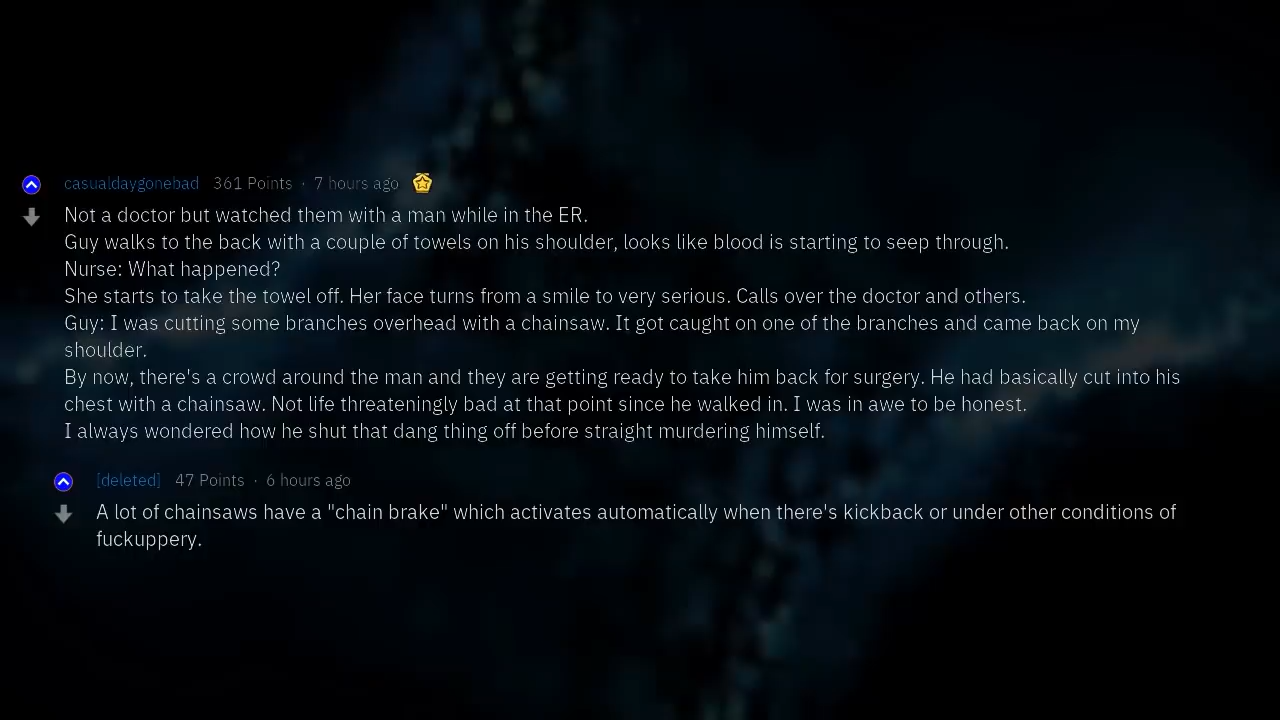 casualdaygonebad 361 Points · 7 hours ago
Not a doctor but watched them with a man while in the ER.
Guy walks to the back with a couple of towels on his shoulder, looks like blood is starting to seep through.
Nurse: What happened?
She starts to take the towel off. Her face turns from a smile to very serious. Calls over the doctor and others.
Guy: I was cutting some branches overhead with a chainsaw. It got caught on one of the branches and came back on my
shoulder.
By now, there's a crowd around the man and they are getting ready to take him back for surgery. He had basically cut into his
chest with a chainsaw. Not life threateningly bad at that point since he walked in. I was in awe to be honest.
I always wondered how he shut that dang thing off before straight murdering himself.
[deleted] 47 Points · 6 hours ago
A lot of chainsaws have a "chain brake" which activates automatically when there's kickback or under other conditions of
fuckuppery.